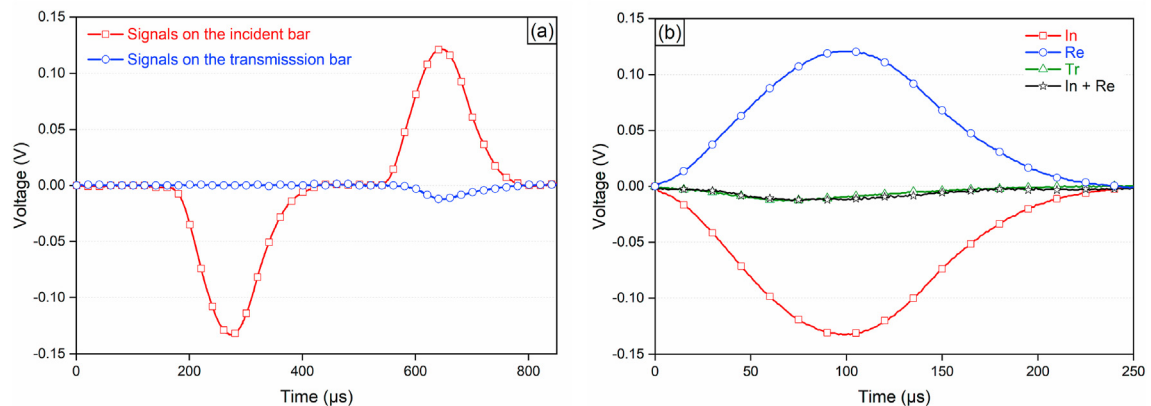 (a)
Signals on the incident bar
Signals on the transmisssion bar
0.15
0.10
0.05
0.00
-0.05
-0.10
-0.15
Voltage (V)
0
200
400
600
800
Time (μs)
(b)
In
Re
Tr
In + Re
0.15
0.10
0.05
0.00
-0.05
-0.10
-0.15
Voltage (V)
0
50
100
150
200
250
Time (μs)